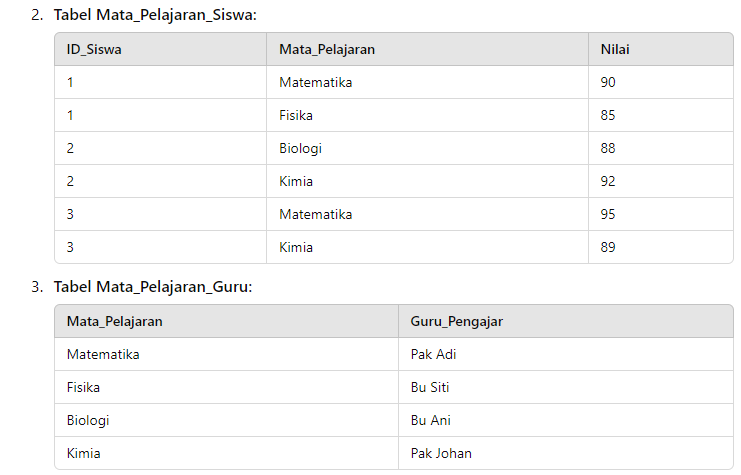 2. Tabel Mata_Pelajaran_Siswa:
ID_Siswa Mata_Pelajaran Nilai
1 Matematika 90
1 Fisika 85
2 Biologi 88
2 Kimia 92
3 Matematika 95
3 Kimia 89
3. Tabel Mata_Pelajaran_Guru:
Mata_Pelajaran Guru_Pengajar
Matematika Pak Adi
Fisika Bu Siti
Biologi Bu Ani
Kimia Pak Johan